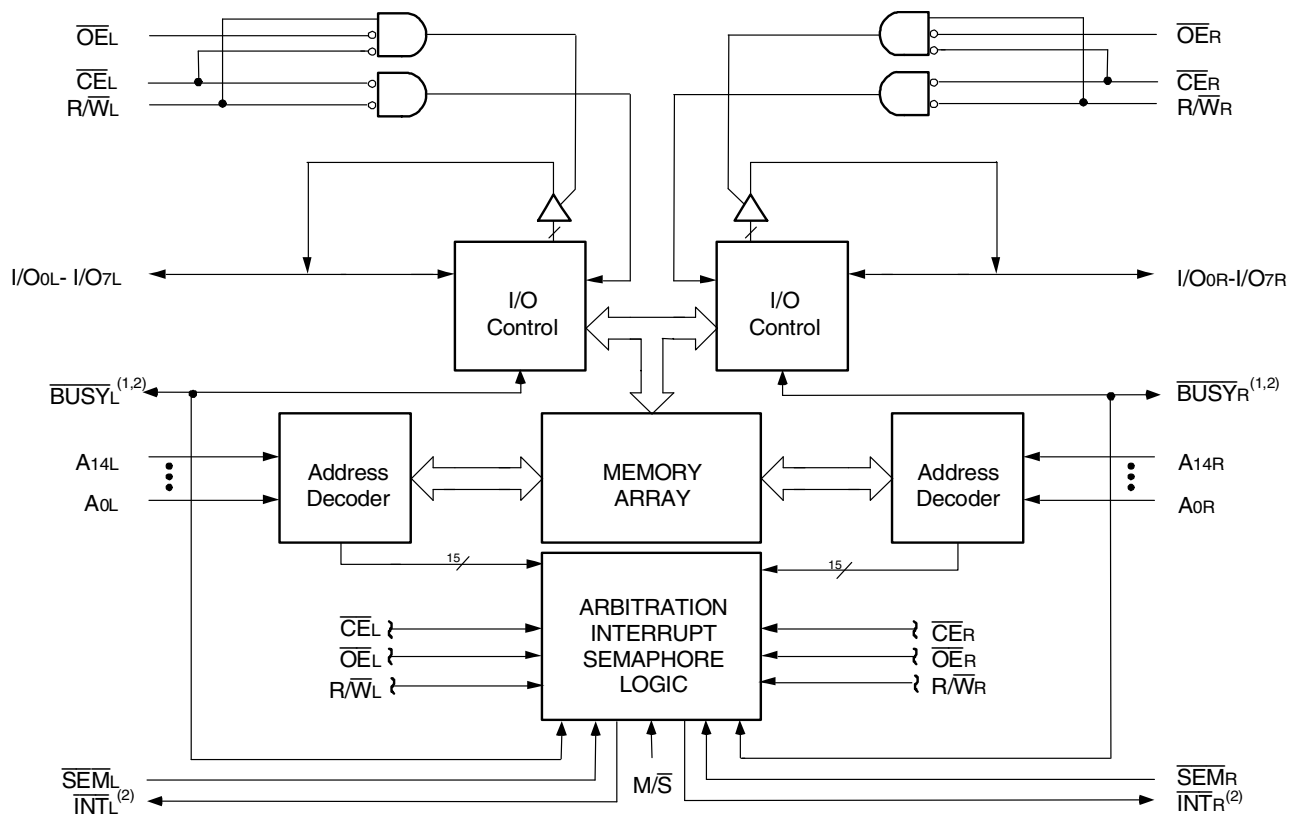 OEL
OER
CEL
CER
R/WL
R/WR
I/O0L- I/O7L
I/O Control
I/O Control
I/O0R-I/O7R
BUSYL(1,2)
BUSYR(1,2)
A14L
A0L
Address Decoder
MEMORY ARRAY
Address Decoder
A14R
A0R
15
15
ARBITRATION
INTERRUPT
SEMAPHORE
LOGIC
CEL
OEL
R/WL
CER
OER
R/WR
SEML
INTL(2)
M/S
SEMR
INTR(2)